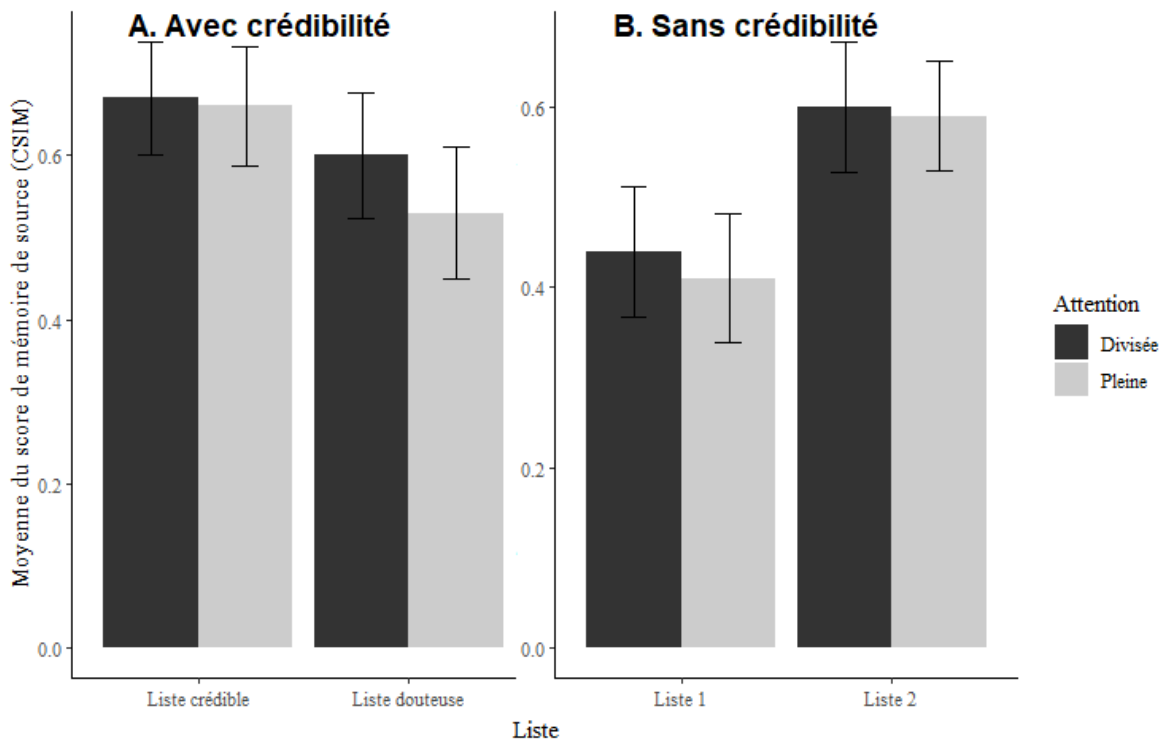 A. Avec crédibilité
B. Sans crédibilité
Moyenne du score de mémoire de source (CSIM)
0.6
0.4
0.2
0.0
0.6
0.4
0.2
0.0
Liste crédible
Liste douteuse
Liste 1
Liste 2
Liste
Attention
Divisée
Pleine